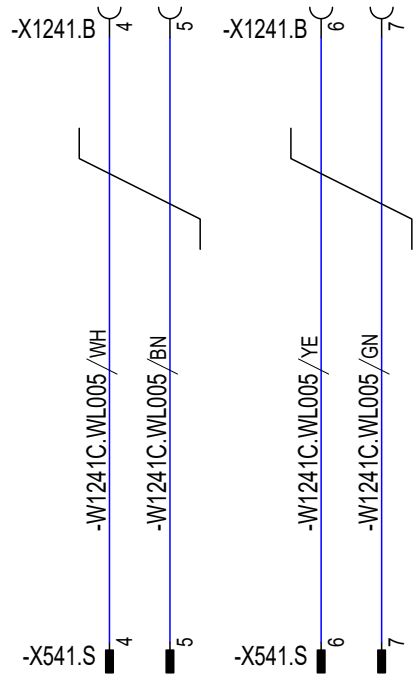 -X1241.B 4 5 -X1241.B 6 7
-W1241C.WL005 /WH
-W1241C.WL005 /BN
-W1241C.WL005 /YE
-W1241C.WL005 /GN
-X541.S 4 5 -X541.S 6 7